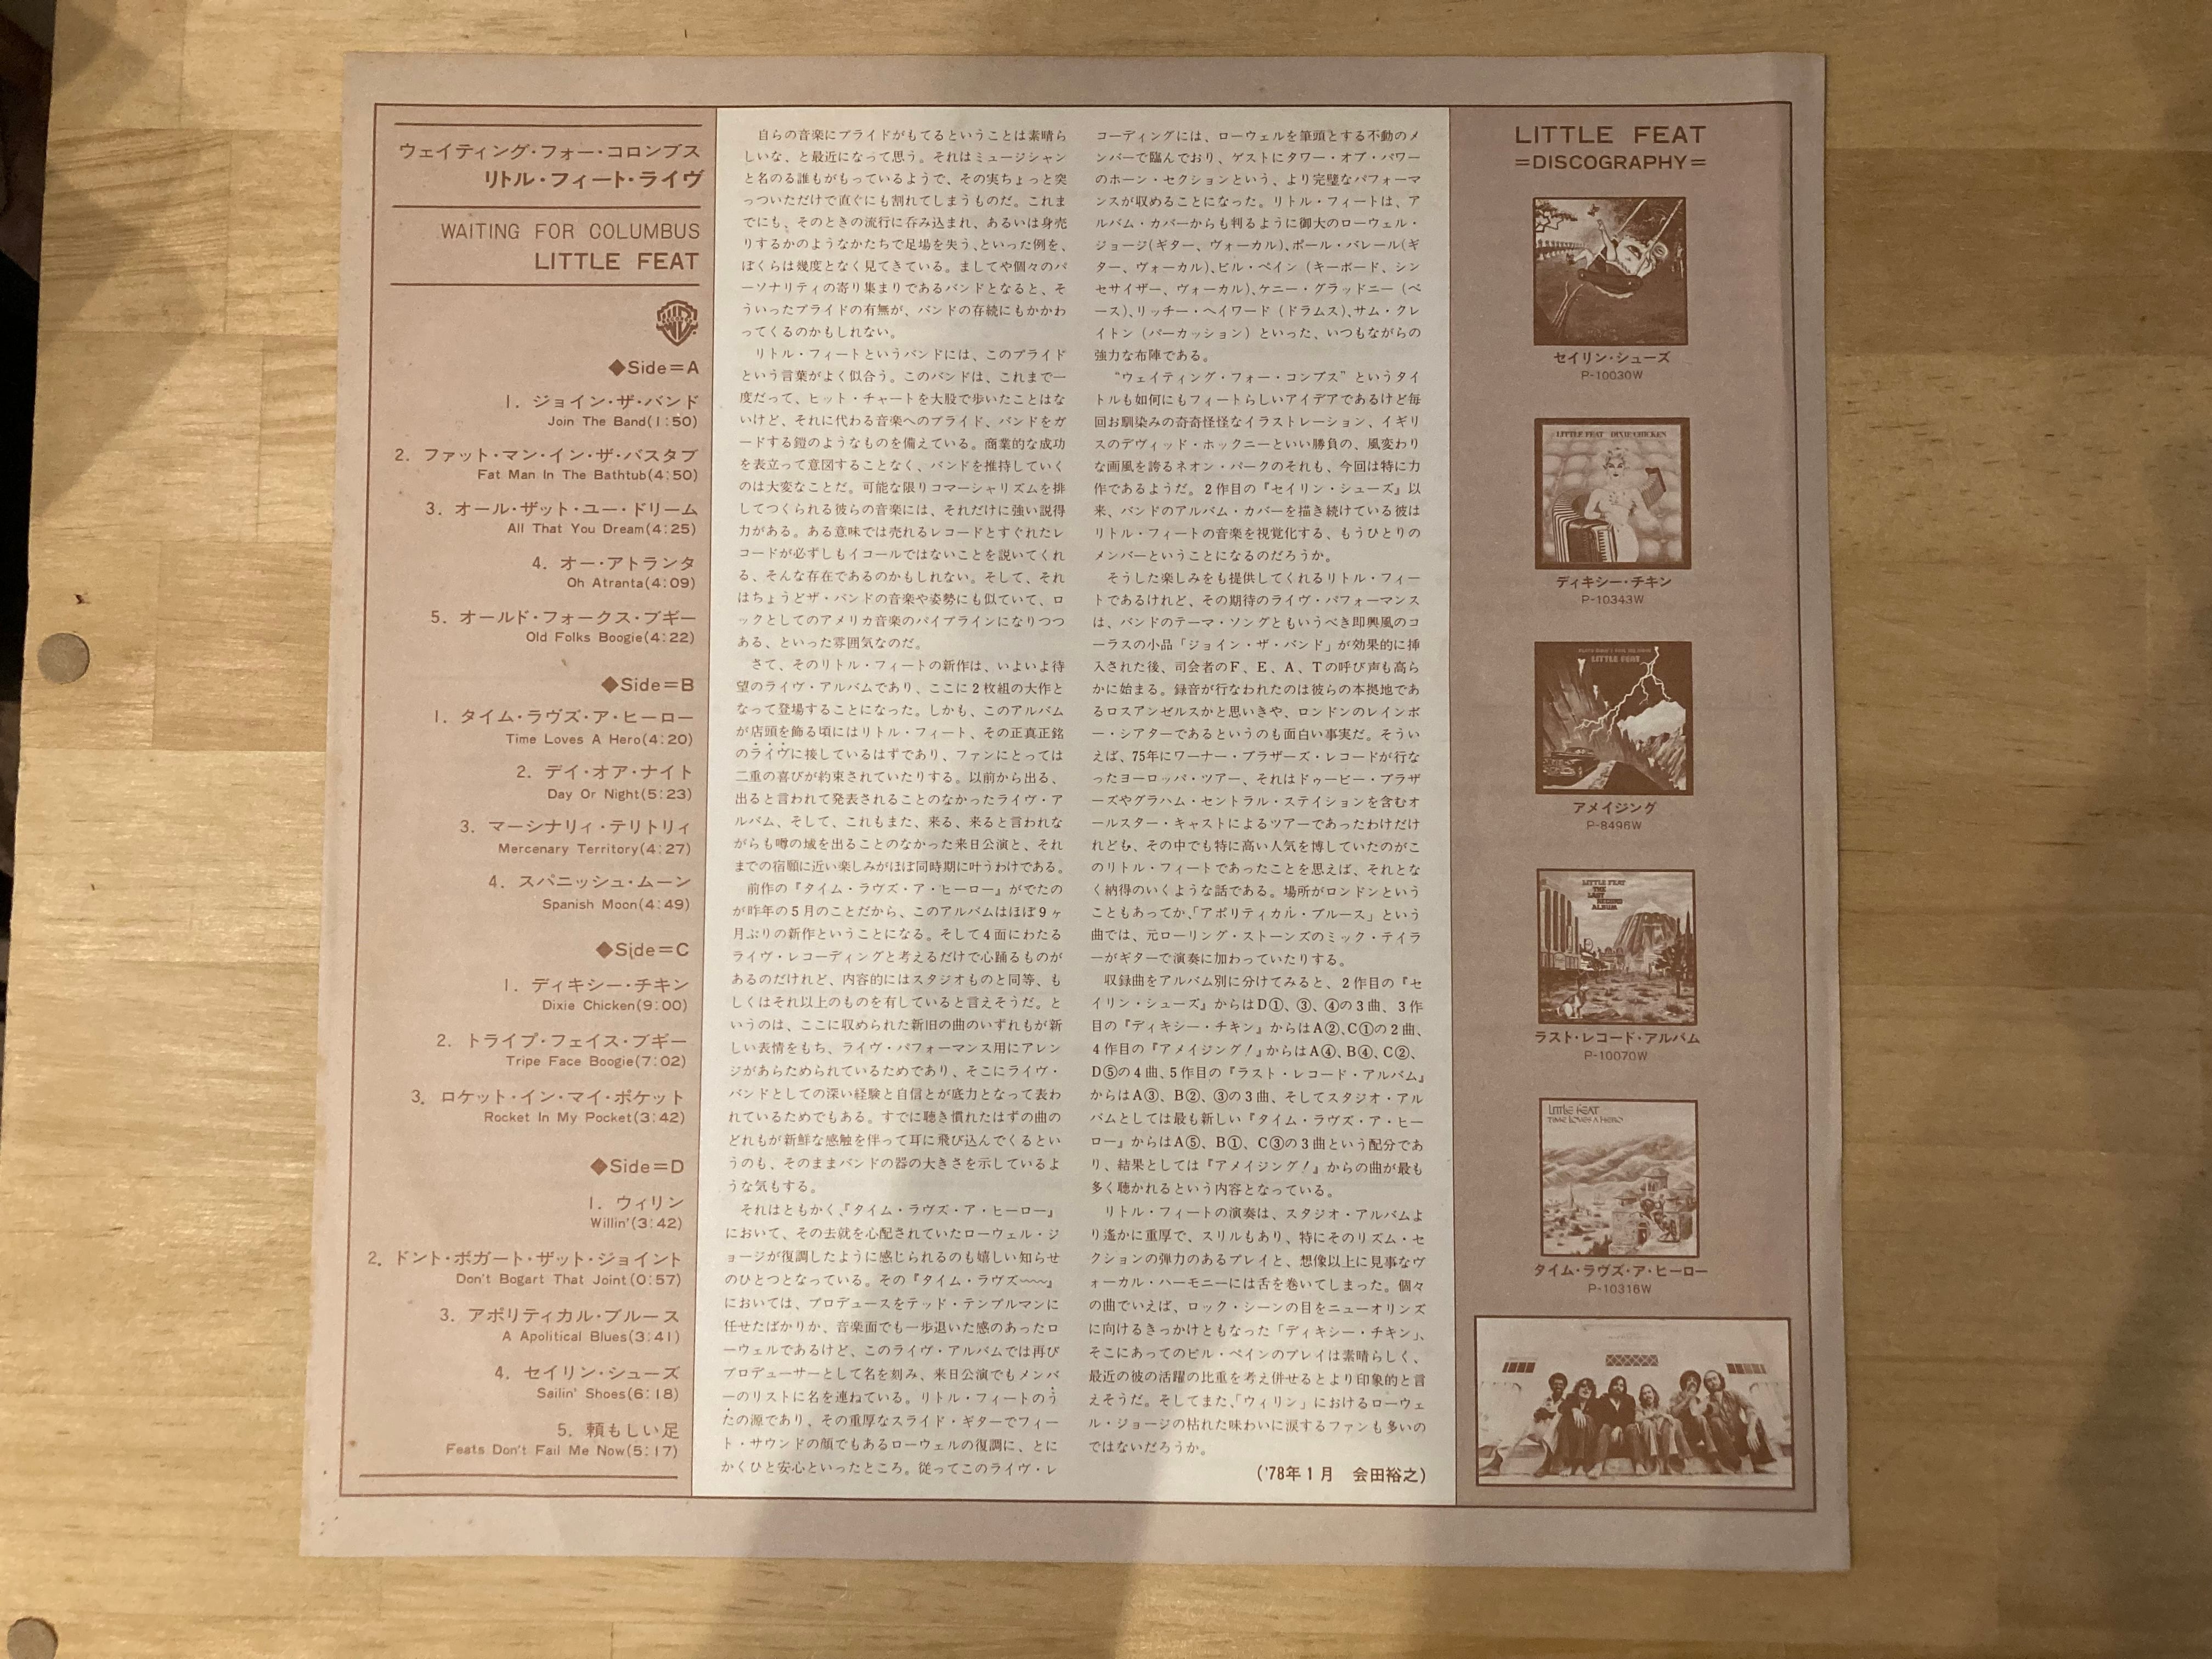 ウェイティング・フォー・コロンブス
リトル・フィート・ライヴ
WAITING FOR COLUMBUS
LITTLE FEAT
◆Side=A
1. ジョイン・ザ・バンド
Join The Band(1:50)
2. ファット・マン・イン・ザ・バスタブ
Fat Man In The Bathtub(4:50)
3. オール・ザット・ユー・ドリーム
All That You Dream(4:25)
4. オー・アトランタ
Oh Atranta(4:09)
5. オールド・フォークス・ブギー
Old Folks Boogie(4:22)
◆Side=B
1. タイム・ラヴズ・ア・ヒーロー
Time Loves A Hero(4:20)
2. デイ・オア・ナイト
Day Or Night(5:23)
3. マーシナリィ・テリトリィ
Mercenary Territory(4:27)
4. スパニッシュ・ムーン
Spanish Moon(4:49)
◆Side=C
1. ディキシー・チキン
Dixie Chicken(9:00)
2. トライプ・フェイス・ブギー
Tripe Face Boogie(7:02)
3. ロケット・イン・マイ・ポケット
Rocket In My Pocket(3:42)
◆Side=D
1. ウィリン
Willin'(3:42)
2. ドント・ボガート・ザット・ジョイント
Don't Bogart That Joint(0:57)
3. アポリティカル・ブルース
A Apolitical Blues(3:41)
4. セイリン・シューズ
Sailin' Shoes(6:18)
5. 頼もしい足
Feats Don't Fail Me Now(5:17)
自らの音楽にプライドがもてるということは素晴ら
しいな、と最近になって思う。それはミュージシャン
と名のる誰もがもっているようで、その実ちょっと突
っついただけで直ぐにも割れてしまうものだ。これま
でにも、そのときの流行に呑み込まれ、あるいは身売
りするかのようなかたちで足場を失う、といった例を、
ぼくらは幾度となく見てきている。ましてや個々のパ
ーソナリティの寄り集まりであるバンドとなると、そ
ういったプライドの有無が、バンドの存続にもかかわ
ってくるのかもしれない。
リトル・フィートというバンドには、このプライド
という言葉がよく似合う。このバンドは、これまで一
度だって、ヒット・チャートを大股で歩いたことはな
いけど、それに代わる音楽へのプライド、バンドをガ
ードする鎧のようなものを備えている。商業的な成功
を表立って意図することなく、バンドを推持していく
のは大変なことだ。可能な限りコマーシャリズムを排
してつくられる彼らの音楽には、それだけに強い説得
力がある。ある意味では売れるレコードとすぐれたレ
コードが必ずしもイコールではないことを説いてくれ
る、そんな存在であるのかもしれない。そして、それ
はちょうどザ・バンドの音楽や姿勢にも似ていて、ロ
ックとしてのアメリカ音楽のパイプラインになりつつ
ある、といった雰囲気なのだ。
さて、そのリトル・フィートの新作は、いよいよ待
望のライヴ・アルバムであり、ここに2枚組の大作と
なって登場することになった。しかも、このアルバム
が店頭を飾る頃にはリトル・フィート、その正真正銘
のライヴに接しているはずであり、ファンにとっては
二重の喜びが約束されていたりする。以前から出る、
出ると言われて発表されることのなかったライヴ・ア
ルバム、そして、これもまた、来る、来ると言われな
がらも噂の域を出ることのなかった来日公演と、それ
までの宿願に近い楽しみがほぼ同時期に叶うわけである。
前作の『タイム・ラヴズ・ア・ヒーロー』がでたの
が昨年の5月のことだから、このアルバムはほぼ9ヶ
月ぶりの新作ということになる。そして4面にわたる
ライヴ・レコーディングと考えるだけで心踊るものが
あるのだけれど、内容的にはスタジオものと同等、も
しくはそれ以上のものを有していると言えそうだ。と
いうのは、ここに収められた新旧の曲のいずれもが新
しい表情をもち、ライヴ・パフォーマンス用にアレン
ジがあらためられているためであり、そこにライヴ・
バンドとしての深い経験と自信とが底力となって表わ
れているためでもある。すでに聴き慣れたはずの曲の
どれもが新鮮な感触を伴って耳に飛び込んでくるとい
うのも、そのままバンドの器の大きさを示しているよ
うな気もする。
それはともかく、『タイム・ラヴズ・ア・ヒーロー』
において、その去就を心配されていたローウェル・ジ
ョージが復調したように感じられるのも嬉しい知らせ
のひとつとなっている。その『タイム・ラヴズ~~~』
においては、プロデュースをテッド・テンプルマンに
任せたばかりか、音楽面でも一歩退いた感のあったロ
ーウェルであるけど、このライヴ・アルバムでは再び
プロデューサーとして名を刻み、来日公演でもメンバ
ーのリストに名を連ねている。リトル・フィートのう
たの源であり、その重厚なスライド・ギターでフィー
ト・サウンドの顔でもあるローウェルの復調に、とに
かくひと安心といったところ。従ってこのライヴ・レ
コーディングには、ローウェルを筆頭とする不動のメ
ンバーで臨んでおり、ゲストにタワー・オブ・パワー
のホーン・セクションという、より完璧なパフォーマ
ンスが収めることになった。リトル・フィートは、ア
ルバム・カバーからも判るように御大のローウェル・
ジョージ(ギター、ヴォーカル)、ポール・バレール(ギ
ター、ヴォーカル)、ビル・ペイン (キーボード、シン
セサイザー、ヴォーカル)、ケニー・グラッドニー (ベ
ース)、リッチー・ヘイワード (ドラムス)、サム・クレ
イトン (パーカッション) といった、いつもながらの
強力な布陣である。
“ウェイティング・フォー・コンブス”というタイ
トルも如何にもフィートらしいアイデアであるけど毎
回お馴染みの奇奇怪怪なイラストレーション、イギリ
スのデヴィッド・ホックニーといい勝負の、風変わり
な画風を誇るネオン・パークのそれも、今回は特に力
作であるようだ。2作目の『セイリン・シューズ』以
来、バンドのアルバム・カバーを描き続けている彼は
リトル・フィートの音楽を視覚化する、もうひとりの
メンバーということになるのだろうか。
そうした楽しみをも提供してくれるリトル・フィー
トであるけれど、その期待のライヴ・パフォーマンス
は、バンドのテーマ・ソングともいうべき即興風のコ
ーラスの小品「ジョイン・ザ・バンド」が効果的に挿
入された後、司会者のF、E、A、Tの呼び声も高ら
かに始まる。録音が行なわれたのは彼らの本拠地であ
るロスアンゼルスかと思いきや、ロンドンのレインボ
ー・シアターであるというのも面白い事実だ。そうい
えば、75年にワーナー・ブラザーズ・レコードが行な
ったヨーロッパ・ツアー、それはドゥービー・ブラザ
ーズやグラハム・セントラル・ステイションを含むオ
ールスター・キャストによるツアーであったわけだけ
れども、その中でも特に高い人気を博していたのがこ
のリトル・フィートであったことを思えば、それとな
く納得のいくような話である。場所がロンドンという
こともあってか、「アポリティカル・ブルース」という
曲では、元ローリング・ストーンズのミック・テイラ
ーがギターで演奏に加わっていたりする。
収録曲をアルバム別に分けてみると、2作目の『セ
イリン・シューズ』からはD①、③、④の3曲、3作
目の『ディキシー・チキン』からはA②、C①の2曲、
4作目の『アメイジング!』からはA④、B④、C②、
D⑤の4曲、5作目の『ラスト・レコード・アルバム』
からはA③、B②、③の3曲、そしてスタジオ・アル
バムとしては最も新しい『タイム・ラヴズ・ア・ヒー
ロー』からはA⑤、B①、C③の3曲という配分であ
り、結果としては『アメイジング!』からの曲が最も
多く聴かれるという内容となっている。
リトル・フィートの演奏は、スタジオ・アルバムよ
り遙かに重厚で、スリルもあり、特にそのリズム・セ
クションの弾力のあるプレイと、想像以上に見事なヴ
ォーカル・ハーモニーには舌を巻いてしまった。個々
の曲でいえば、ロック・シーンの目をニューオリンズ
に向けるきっかけともなった「ディキシー・チキン」、
そこにあってのビル・ペインのプレイは素晴らしく、
最近の彼の活躍の比重を考え併せるとより印象的と言
えそうだ。そしてまた、「ウィリン」におけるローウェ
ル・ジョージの枯れた味わいに涙するファンも多いの
ではないだろうか。
('78年1月 会田裕之)
LITTLE FEAT
=DISCOGRAPHY=
セイリン・シューズ
P-10030W
LITTLE FEAT DIXIE CHICKEN
ディキシー・チキン
P-10343W
LITTLE FEAT
アメイジング
P-8496W
LITTLE FEAT
THE
LAST
RECORD
ALBUM
ラスト・レコード・アルバム
P-10070W
LITTLE FEAT
TIME LOVES A HERO
タイム・ラヴズ・ア・ヒーロー
P-10316W